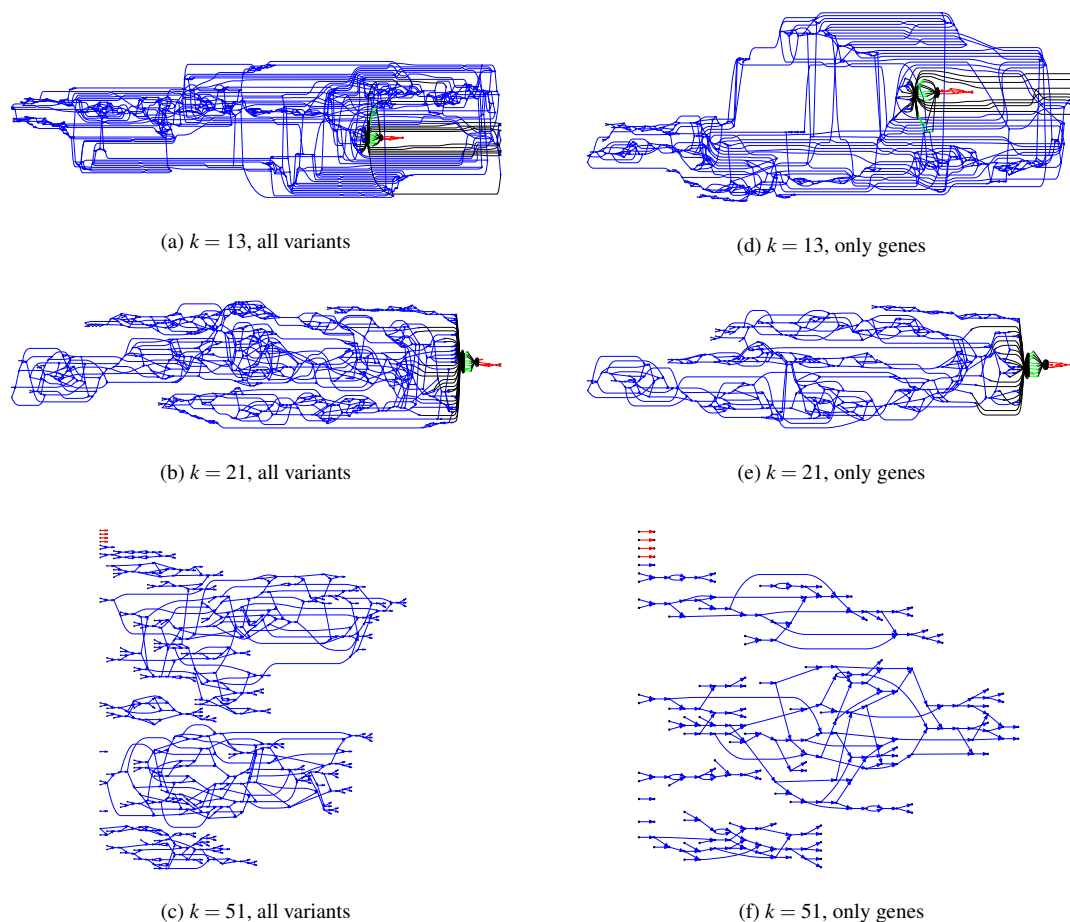 (a) k = 13, all variants
(d) k = 13, only genes
(b) k = 21, all variants
(e) k = 21, only genes
(c) k = 51, all variants
(f) k = 51, only genes